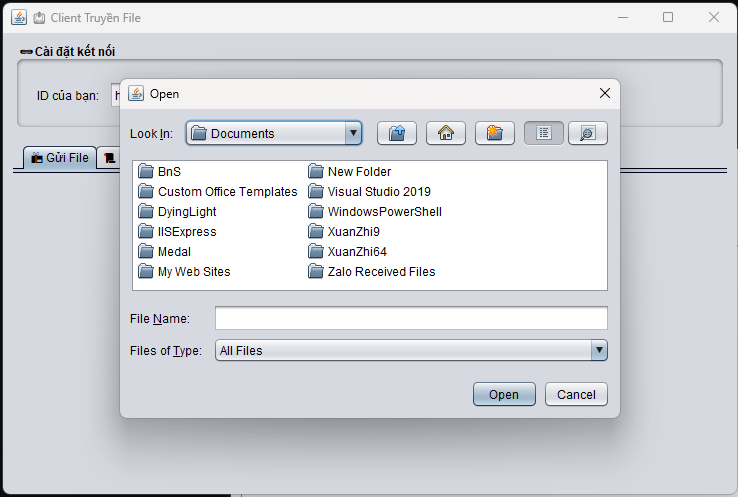 Client Truyền File
Cài đặt kết nối
ID của bạn: h
Open
Look In: Documents
Gửi File
BnS
Custom Office Templates
DyingLight
IISExpress
Medal
My Web Sites
New Folder
Visual Studio 2019
WindowsPowerShell
XuanZhi9
XuanZhi64
Zalo Received Files
File Name:
Files of Type: All Files
Open Cancel